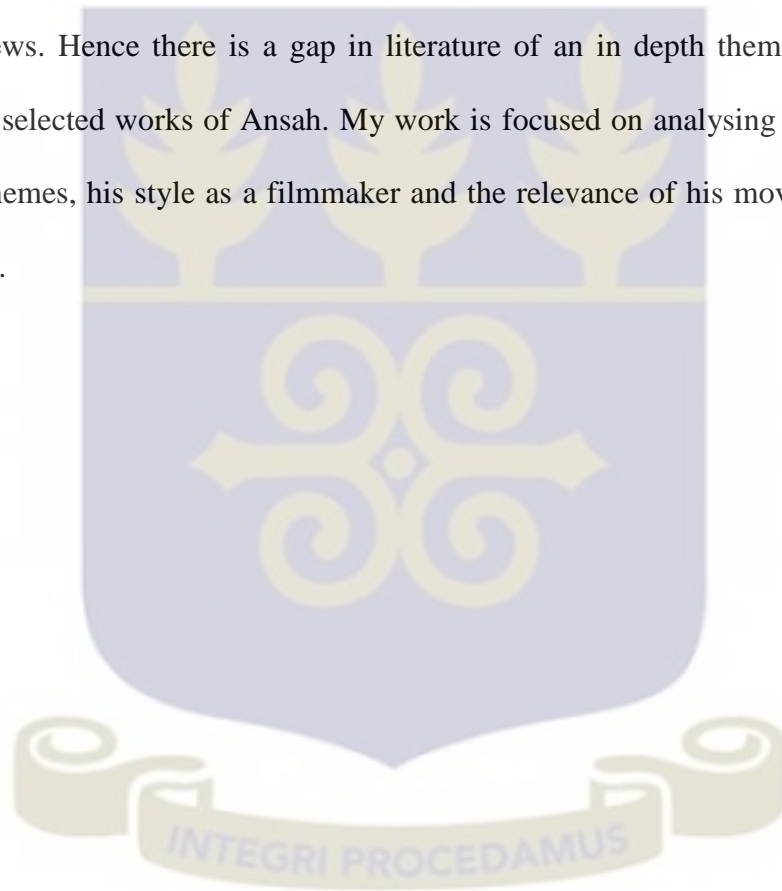 ews. Hence there is a gap in literature of an in depth them
selected works of Ansah. My work is focused on analysing
hemes, his style as a filmmaker and the relevance of his mov
.
INTEGRI PROCEDAMUS